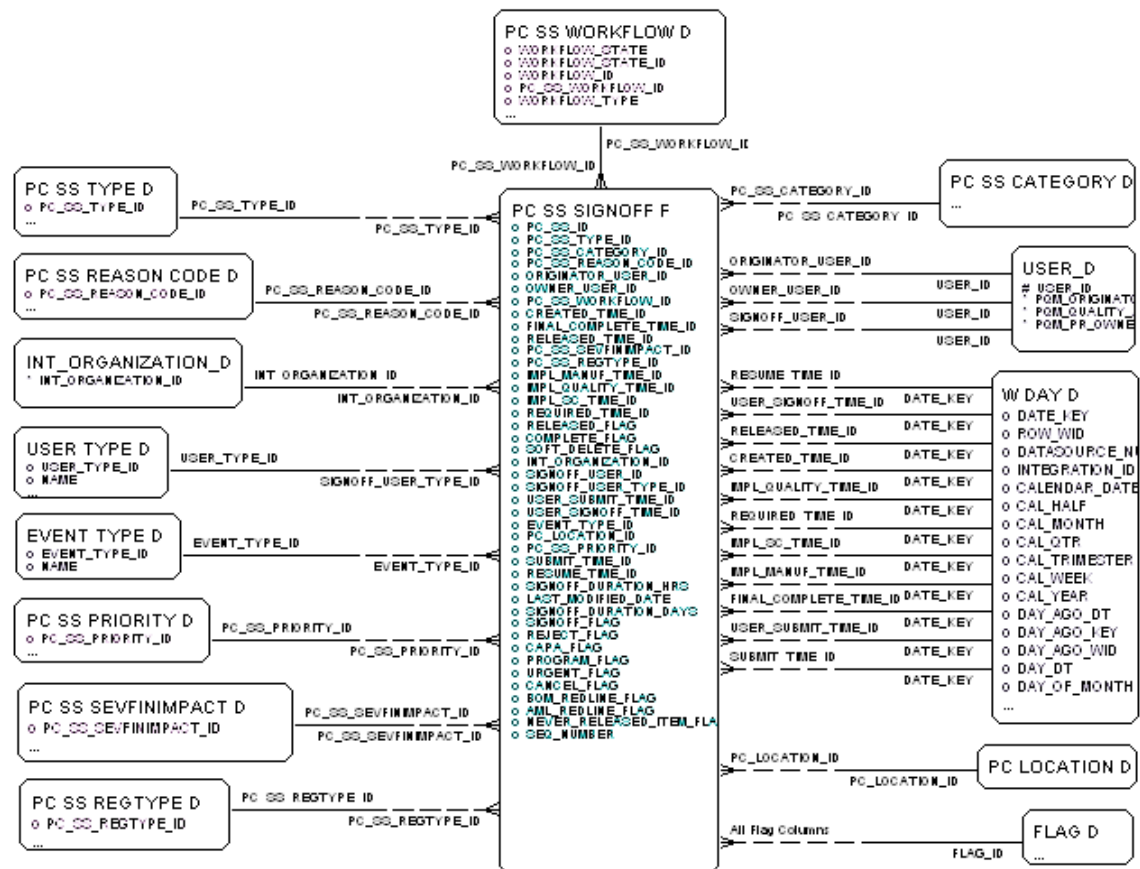 PC SS WORKFLOW D
WORKFLOW_STATE
WORKFLOW_STATE_ID
WORKFLOW_ID
PC_SS_WORKFLOW_ID
WORKFLOW_TYPE
...
PC_SS_WORKFLOW_ID
PC_SS_WORKFLOW_ID
PC SS TYPE D
PC_SS_TYPE_ID
...
PC_SS_TYPE_ID
PC_SS_TYPE_ID
PC SS REASON CODE D
PC_SS_REASON_CODE_ID
...
PC_SS_REASON_CODE_ID
PC_SS_REASON_CODE_ID
INT_ORGANIZATION_D
* INT_ORGANIZATION_ID
INT ORGANIZATION ID
INT_ORGANIZATION_ID
USER TYPE D
USER_TYPE_ID
NAME
...
USER_TYPE_ID
SIGNOFF_USER_TYPE_ID
EVENT TYPE D
EVENT_TYPE_ID
NAME
EVENT_TYPE_ID
EVENT_TYPE_ID
PC SS PRIORITY D
PC_SS_PRIORITY_ID
...
PC_SS_PRIORITY_ID
PC_SS_PRIORITY_ID
PC SS SEVFINIMPACT D
PC_SS_SEVFINIMPACT_ID
...
PC_SS_SEVFINIMPACT_ID
PC_SS_SEVFINIMPACT_ID
PC SS REGTYPE D
PC_SS_REGTYPE_ID
...
PC SS REGTYPE ID
PC_SS_REGTYPE_ID
PC SS SIGNOFF F
PC_SS_ID
PC_SS_TYPE_ID
PC_SS_CATEGORY_ID
PC_SS_REASON_CODE_ID
ORIGINATOR_USER_ID
OWNER_USER_ID
PC_SS_WORKFLOW_ID
CREATED_TIME_ID
FINAL_COMPLETE_TIME_ID
RELEASED_TIME_ID
PC_SS_SEVFINIMPACT_ID
PC_SS_REGTYPE_ID
IMPL_MANUF_TIME_ID
IMPL_QUALITY_TIME_ID
IMPL_SC_TIME_ID
REQUIRED_TIME_ID
RELEASED_FLAG
COMPLETE_FLAG
SOFT_DELETE_FLAG
INT_ORGANIZATION_ID
SIGNOFF_USER_ID
SIGNOFF_USER_TYPE_ID
USER_SUBMIT_TIME_ID
USER_SIGNOFF_TIME_ID
EVENT_TYPE_ID
PC_LOCATION_ID
PC_SS_PRIORITY_ID
SUBMIT_TIME_ID
RESUME_TIME_ID
SIGNOFF_DURATION_HRS
LAST_MODIFIED_DATE
SIGNOFF_DURATION_DAYS
SIGNOFF_FLAG
REJECT_FLAG
CAPA_FLAG
PROGRAM_FLAG
URGENT_FLAG
CANCEL_FLAG
BOM_REDLINE_FLAG
AML_REDLINE_FLAG
NEVER_RELEASED_ITEM_FLA
SEQ_NUMBER
PC_SS_CATEGORY_ID
PC SS CATEGORY ID
PC SS CATEGORY D
...
ORIGINATOR_USER_ID
USER_ID
OWNER_USER_ID
USER_ID
SIGNOFF_USER_ID
USER_ID
USER_D
# USER_ID
* PQM_ORIGINATO
* PQM_QUALITY_
* PQM_PR_OWNE
RESUME TIME ID
DATE_KEY
USER_SIGNOFF_TIME_ID
DATE_KEY
RELEASED_TIME_ID
DATE_KEY
CREATED_TIME_ID
DATE_KEY
IMPL_QUALITY_TIME_ID
DATE_KEY
REQUIRED TIME ID
DATE_KEY
IMPL_SC_TIME_ID
DATE_KEY
IMPL_MANUF_TIME_ID
DATE_KEY
FINAL_COMPLETE_TIME_ID
DATE_KEY
USER_SUBMIT_TIME_ID
DATE_KEY
SUBMIT TIME ID
DATE_KEY
W DAY D
DATE_KEY
ROW_WID
DATASOURCE_NU
INTEGRATION_ID
CALENDAR_DATE
CAL_HALF
CAL_MONTH
CAL_QTR
CAL_TRIMESTER
CAL_WEEK
CAL_YEAR
DAY_AGO_DT
DAY_AGO_KEY
DAY_AGO_WID
DAY_DT
DAY_OF_MONTH
...
PC_LOCATION_ID
PC_LOCATION_ID
PC LOCATION D
All Flag Columns
FLAG_ID
FLAG D
...